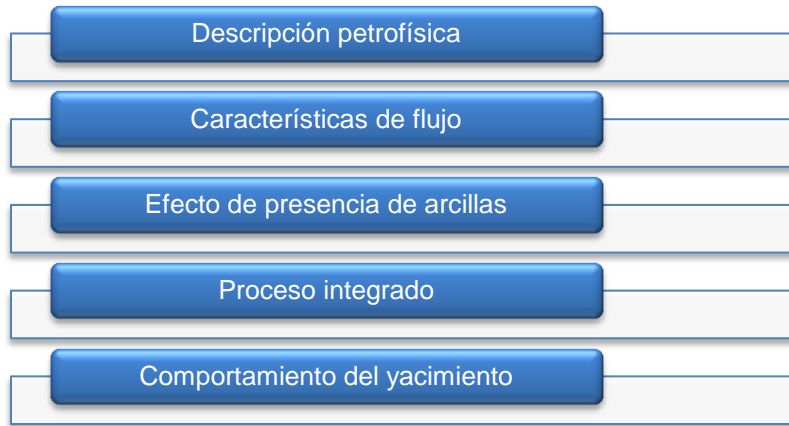 Descripción petrofísica
Características de flujo
Efecto de presencia de arcillas
Proceso integrado
Comportamiento del yacimiento